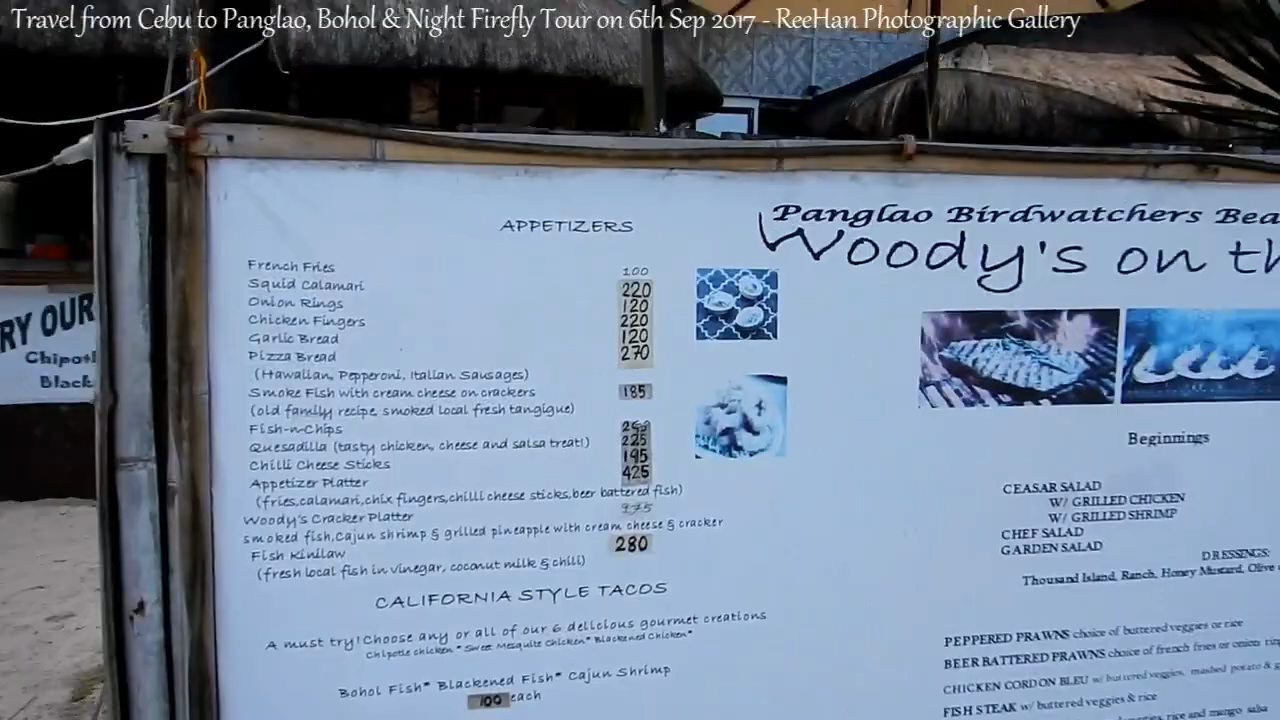 Travel from Cebu to Panglao, Bohol & Night Firefly Tour on 6th Sep 2017 - ReeHan Photographic Gallery
RY OUR
Chipotl
Black
Panglao Birdwatchers Bea
Woody's on th
APPETIZERS
French Fries 100
Squid Calamari 220
Onion Rings 120
Chicken Fingers 220
Garlic Bread 120
Pizza Bread 270
(Hawaiian, Pepperoni, Italian Sausages)
Smoke Fish with cream cheese on crackers 185
(old family recipe smoked local fresh tangigue)
Fish-n-Chips
Quesadilla (tasty chicken, cheese and salsa treat!) 225
Chilli Cheese Sticks 195
Appetizer Platter 425
(fries,calamari,chix fingers,chilli cheese sticks,beer battered fish)
Woody's Cracker Platter
smoked fish,Cajun shrimp & grilled pineapple with cream cheese & cracker
Fish Kinilaw 280
(fresh local fish in vinegar, coconut milk & chili)
CALIFORNIA STYLE TACOS
A must try! Choose any or all of our 6 delicious gourmet creations
Chipotle chicken * Sweet Mesquite Chicken* Blackened Chicken*
Bohol Fish* Blackened Fish* Cajun Shrimp
100 each
Beginnings
CEASAR SALAD
W/ GRILLED CHICKEN
W/ GRILLED SHRIMP
CHEF SALAD
GARDEN SALAD
DRESSINGS:
Thousand Island, Ranch, Honey Mustard, Olive
PEPPERED PRAWNS choice of buttered veggies or rice
BEER BATTERED PRAWNS choice of french fries or onion
CHICKEN CORDON BLEU w/ buttered veggies, mashed potato &
FISH STEAK w/ buttered veggies & rice
rice and mango salsa